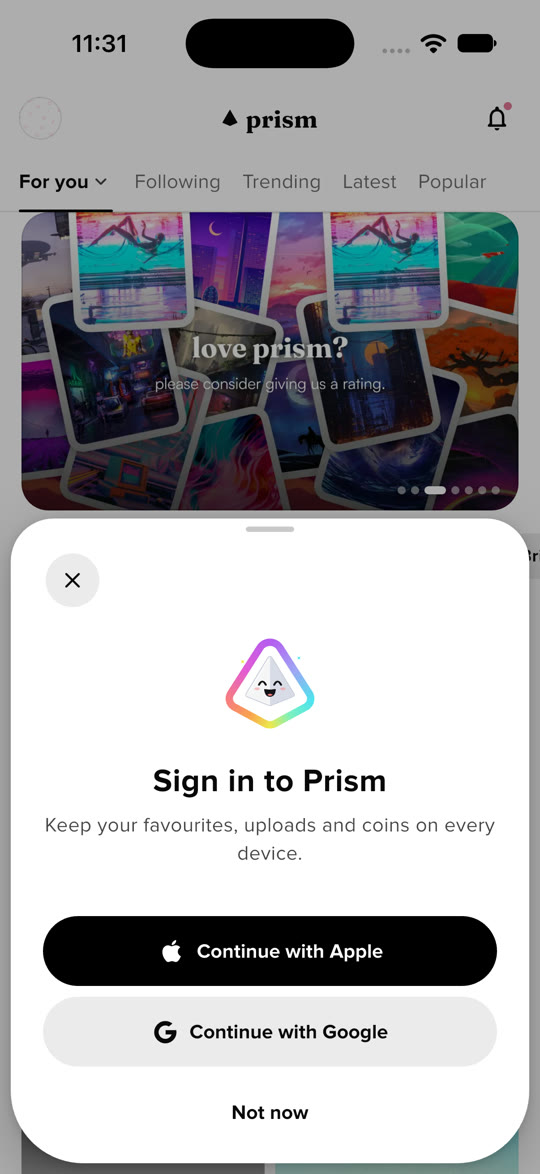 11:31
prism
For you
Following
Trending
Latest
Popular
love prism?
please consider giving us a rating.
Sign in to Prism
Keep your favourites, uploads and coins on every
device.
Continue with Apple
Continue with Google
Not now